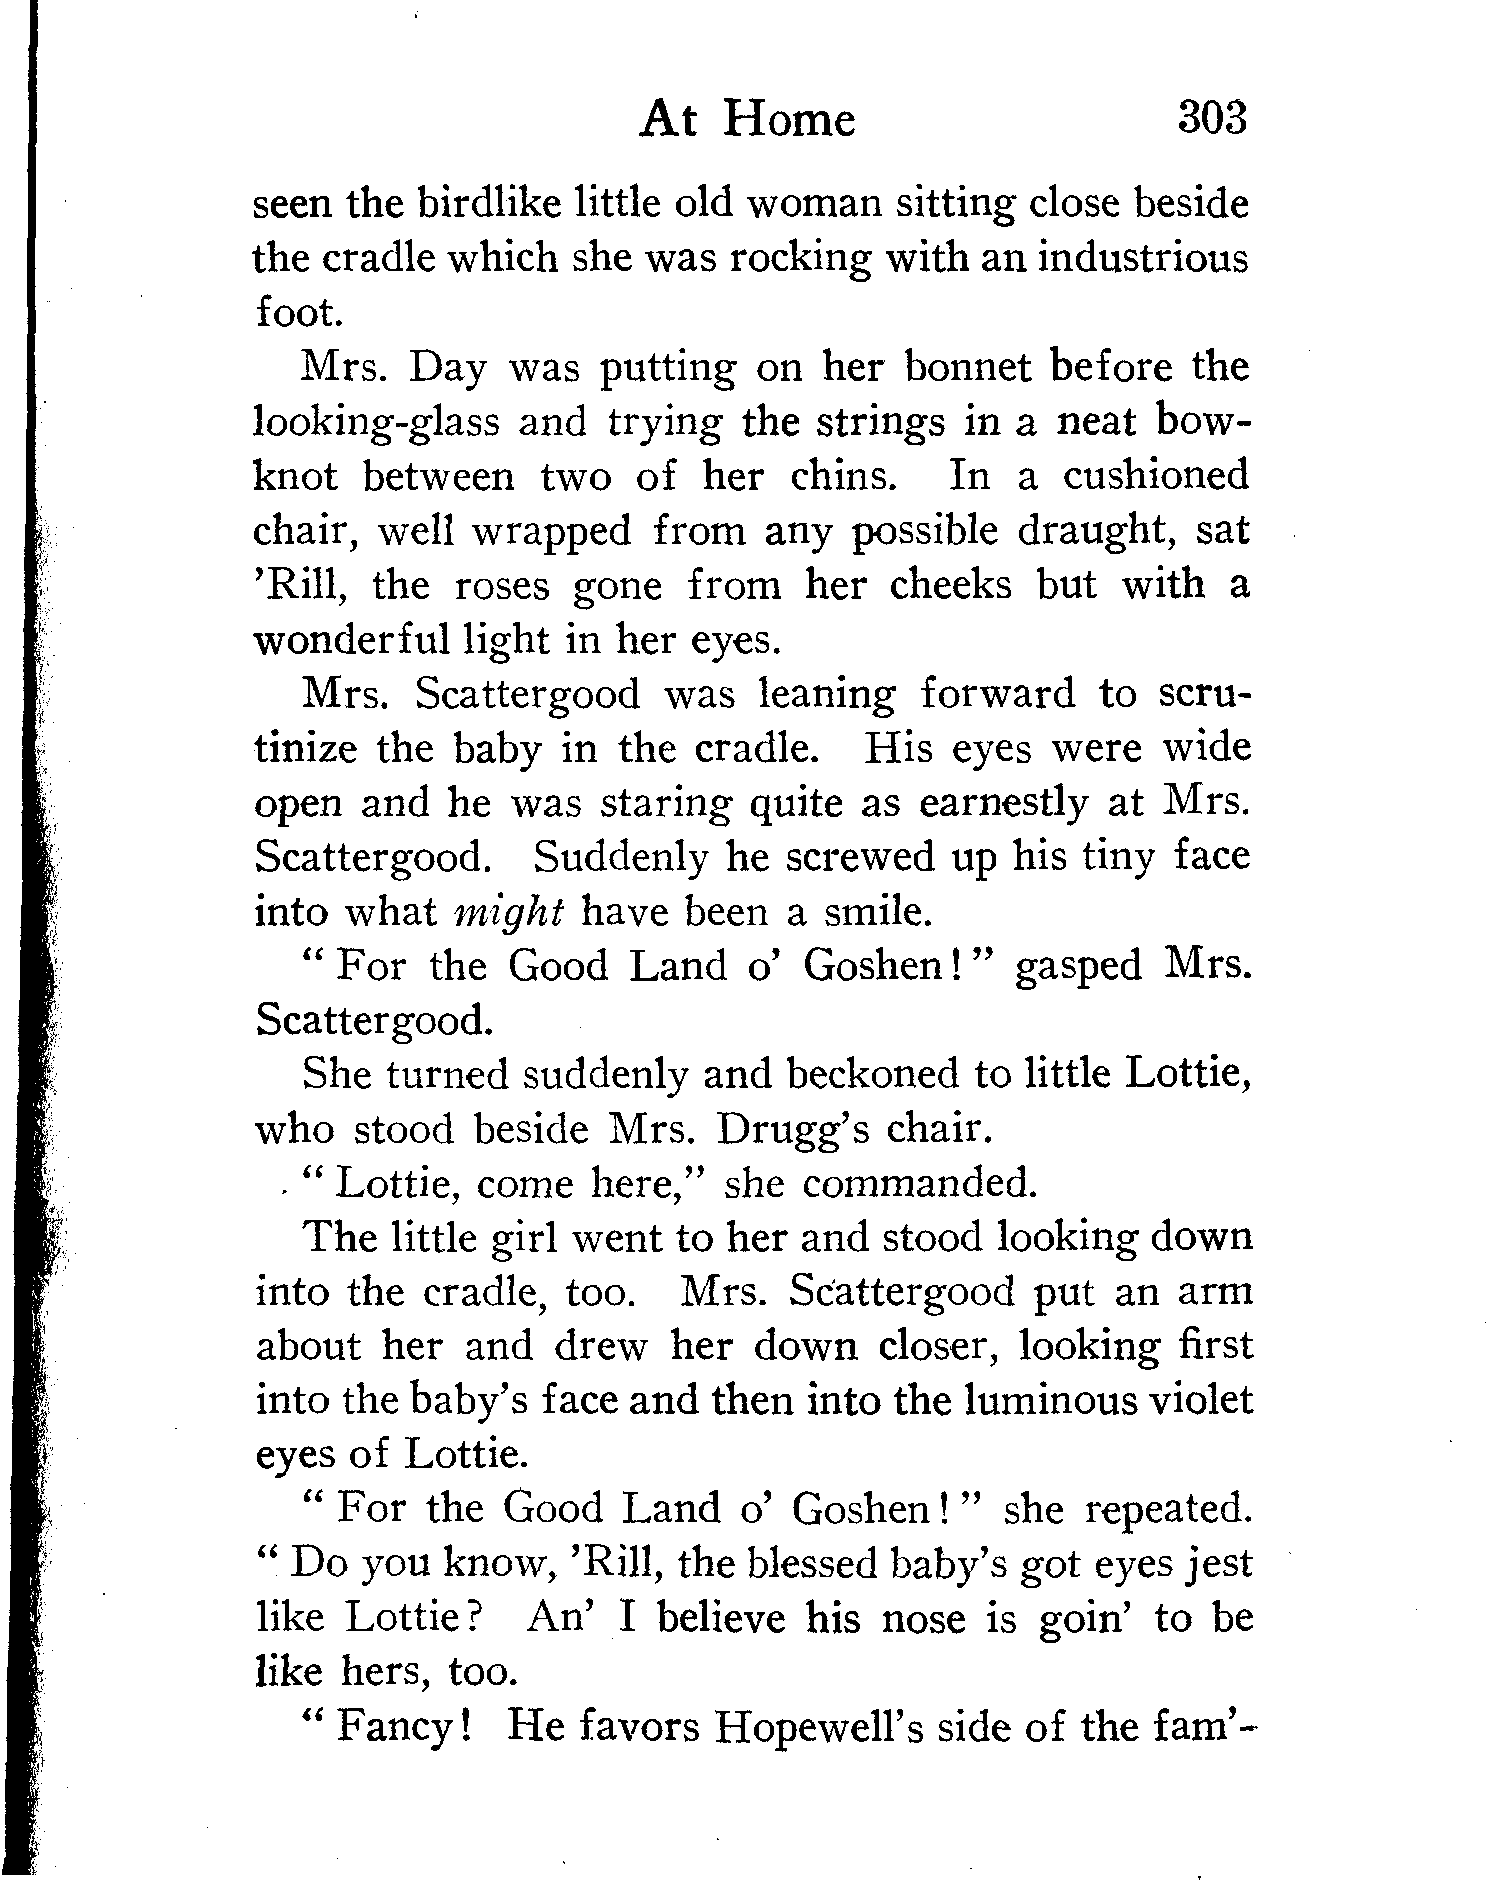 At Home 303
seen the birdlike little old woman sitting close beside
the cradle which she was rocking with an industrious
foot.
Mrs. Day was putting on her bonnet before the
looking-glass and trying the strings in a neat bow-
knot between two of her chins. In a cushioned
chair, well wrapped from any possible draught, sat
’Rill, the roses gone from her cheeks but with a
wonderful light in her eyes.
Mrs. Scattergood was leaning forward to scru-
tinize the baby in the cradle. His eyes were wide
open and he was staring quite as earnestly at Mrs.
Scattergood. Suddenly he screwed up his tiny face
into what might have been a smile.
“ For the Good Land o’ Goshen! ” gasped Mrs.
Scattergood.
She turned suddenly and beckoned to little Lottie,
who stood beside Mrs. Drugg’s chair.
“ Lottie, come here,” she commanded.
The little girl went to her and stood looking down
into the cradle, too. Mrs. Scattergood put an arm
about her and drew her down closer, looking first
into the baby’s face and then into the luminous violet
eyes of Lottie.
“ For the Good Land o’ Goshen! ” she repeated.
“ Do you know, ’Rill, the blessed baby’s got eyes jest
like Lottie? An’ I believe his nose is goin’ to be
like hers, too.
“ Fancy! He favors Hopewell’s side of the fam’-